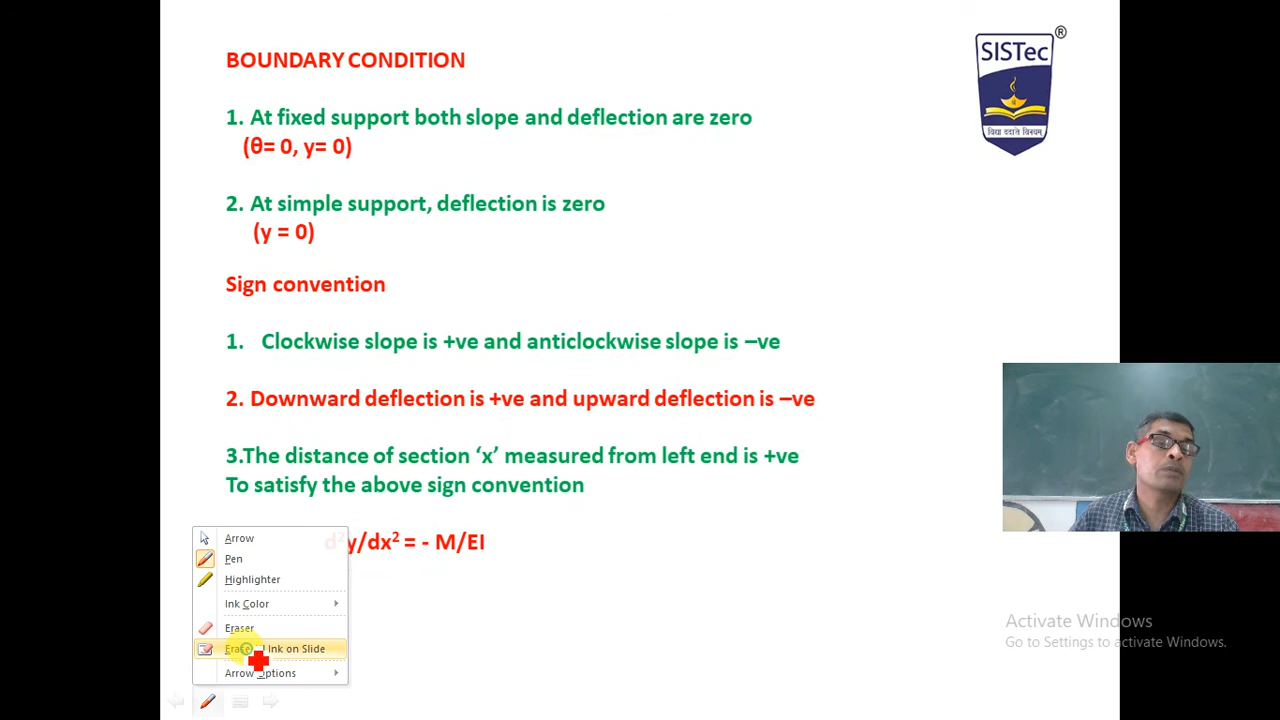 BOUNDARY CONDITION
SISTec
®
1. At fixed support both slope and deflection are zero
(θ= 0, y= 0)
विद्या ददाति विनयम्
2. At simple support, deflection is zero
(y = 0)
Sign convention
1. Clockwise slope is +ve and anticlockwise slope is –ve
2. Downward deflection is +ve and upward deflection is –ve
3.The distance of section ‘x’ measured from left end is +ve
To satisfy the above sign convention
d²y/dx² = - M/EI
Arrow
Pen
Highlighter
Ink Color
Eraser
Ink on Slide
Arrow Options
Activate Windows
Go to Settings to activate Windows.